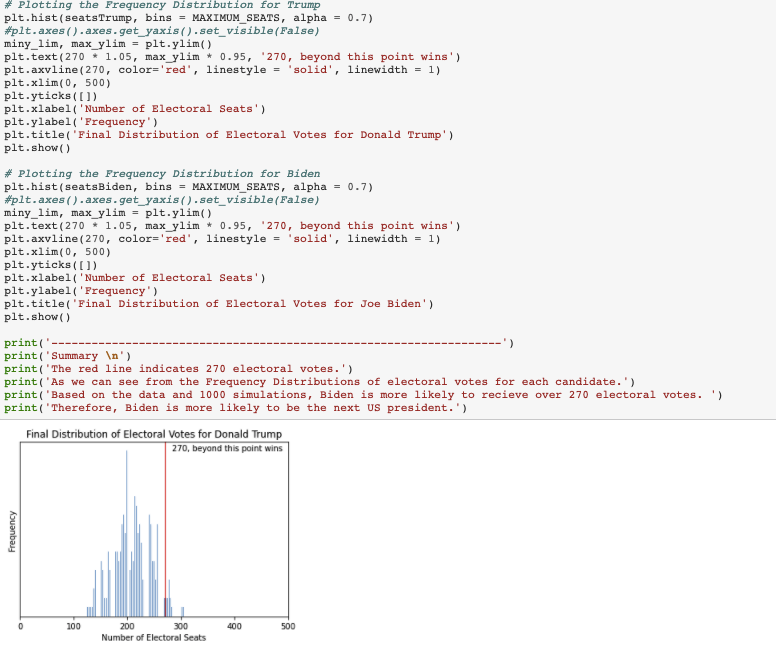 # Plotting the Frequency Distribution for Trump
plt.hist(seatsTrump, bins = MAXIMUM_SEATS, alpha = 0.7)
#plt.axes().axes.get_yaxis().set_visible(False)
miny_lim, max_ylim = plt.ylim()
plt.text(270 * 1.05, max_ylim * 0.95, '270, beyond this point wins')
plt.axvline(270, color='red', linestyle = 'solid', linewidth = 1)
plt.xlim(0, 500)
plt.yticks([])
plt.xlabel('Number of Electoral Seats')
plt.ylabel('Frequency')
plt.title('Final Distribution of Electoral Votes for Donald Trump')
plt.show()

# Plotting the Frequency Distribution for Biden
plt.hist(seatsBiden, bins = MAXIMUM_SEATS, alpha = 0.7)
#plt.axes().axes.get_yaxis().set_visible(False)
miny_lim, max_ylim = plt.ylim()
plt.text(270 * 1.05, max_ylim * 0.95, '270, beyond this point wins')
plt.axvline(270, color='red', linestyle = 'solid', linewidth = 1)
plt.xlim(0, 500)
plt.yticks([])
plt.xlabel('Number of Electoral Seats')
plt.ylabel('Frequency')
plt.title('Final Distribution of Electoral Votes for Joe Biden')
plt.show()

print('-------------------------------------------------------------------')
print('Summary \n')
print('The red line indicates 270 electoral votes.')
print('As we can see from the Frequency Distributions of electoral votes for each candidate.')
print('Based on the data and 1000 simulations, Biden is more likely to recieve over 270 electoral votes. ')
print('Therefore, Biden is more likely to be the next US president.')
Final Distribution of Electoral Votes for Donald Trump
270, beyond this point wins
Frequency
0 100 200 300 400 500
Number of Electoral Seats